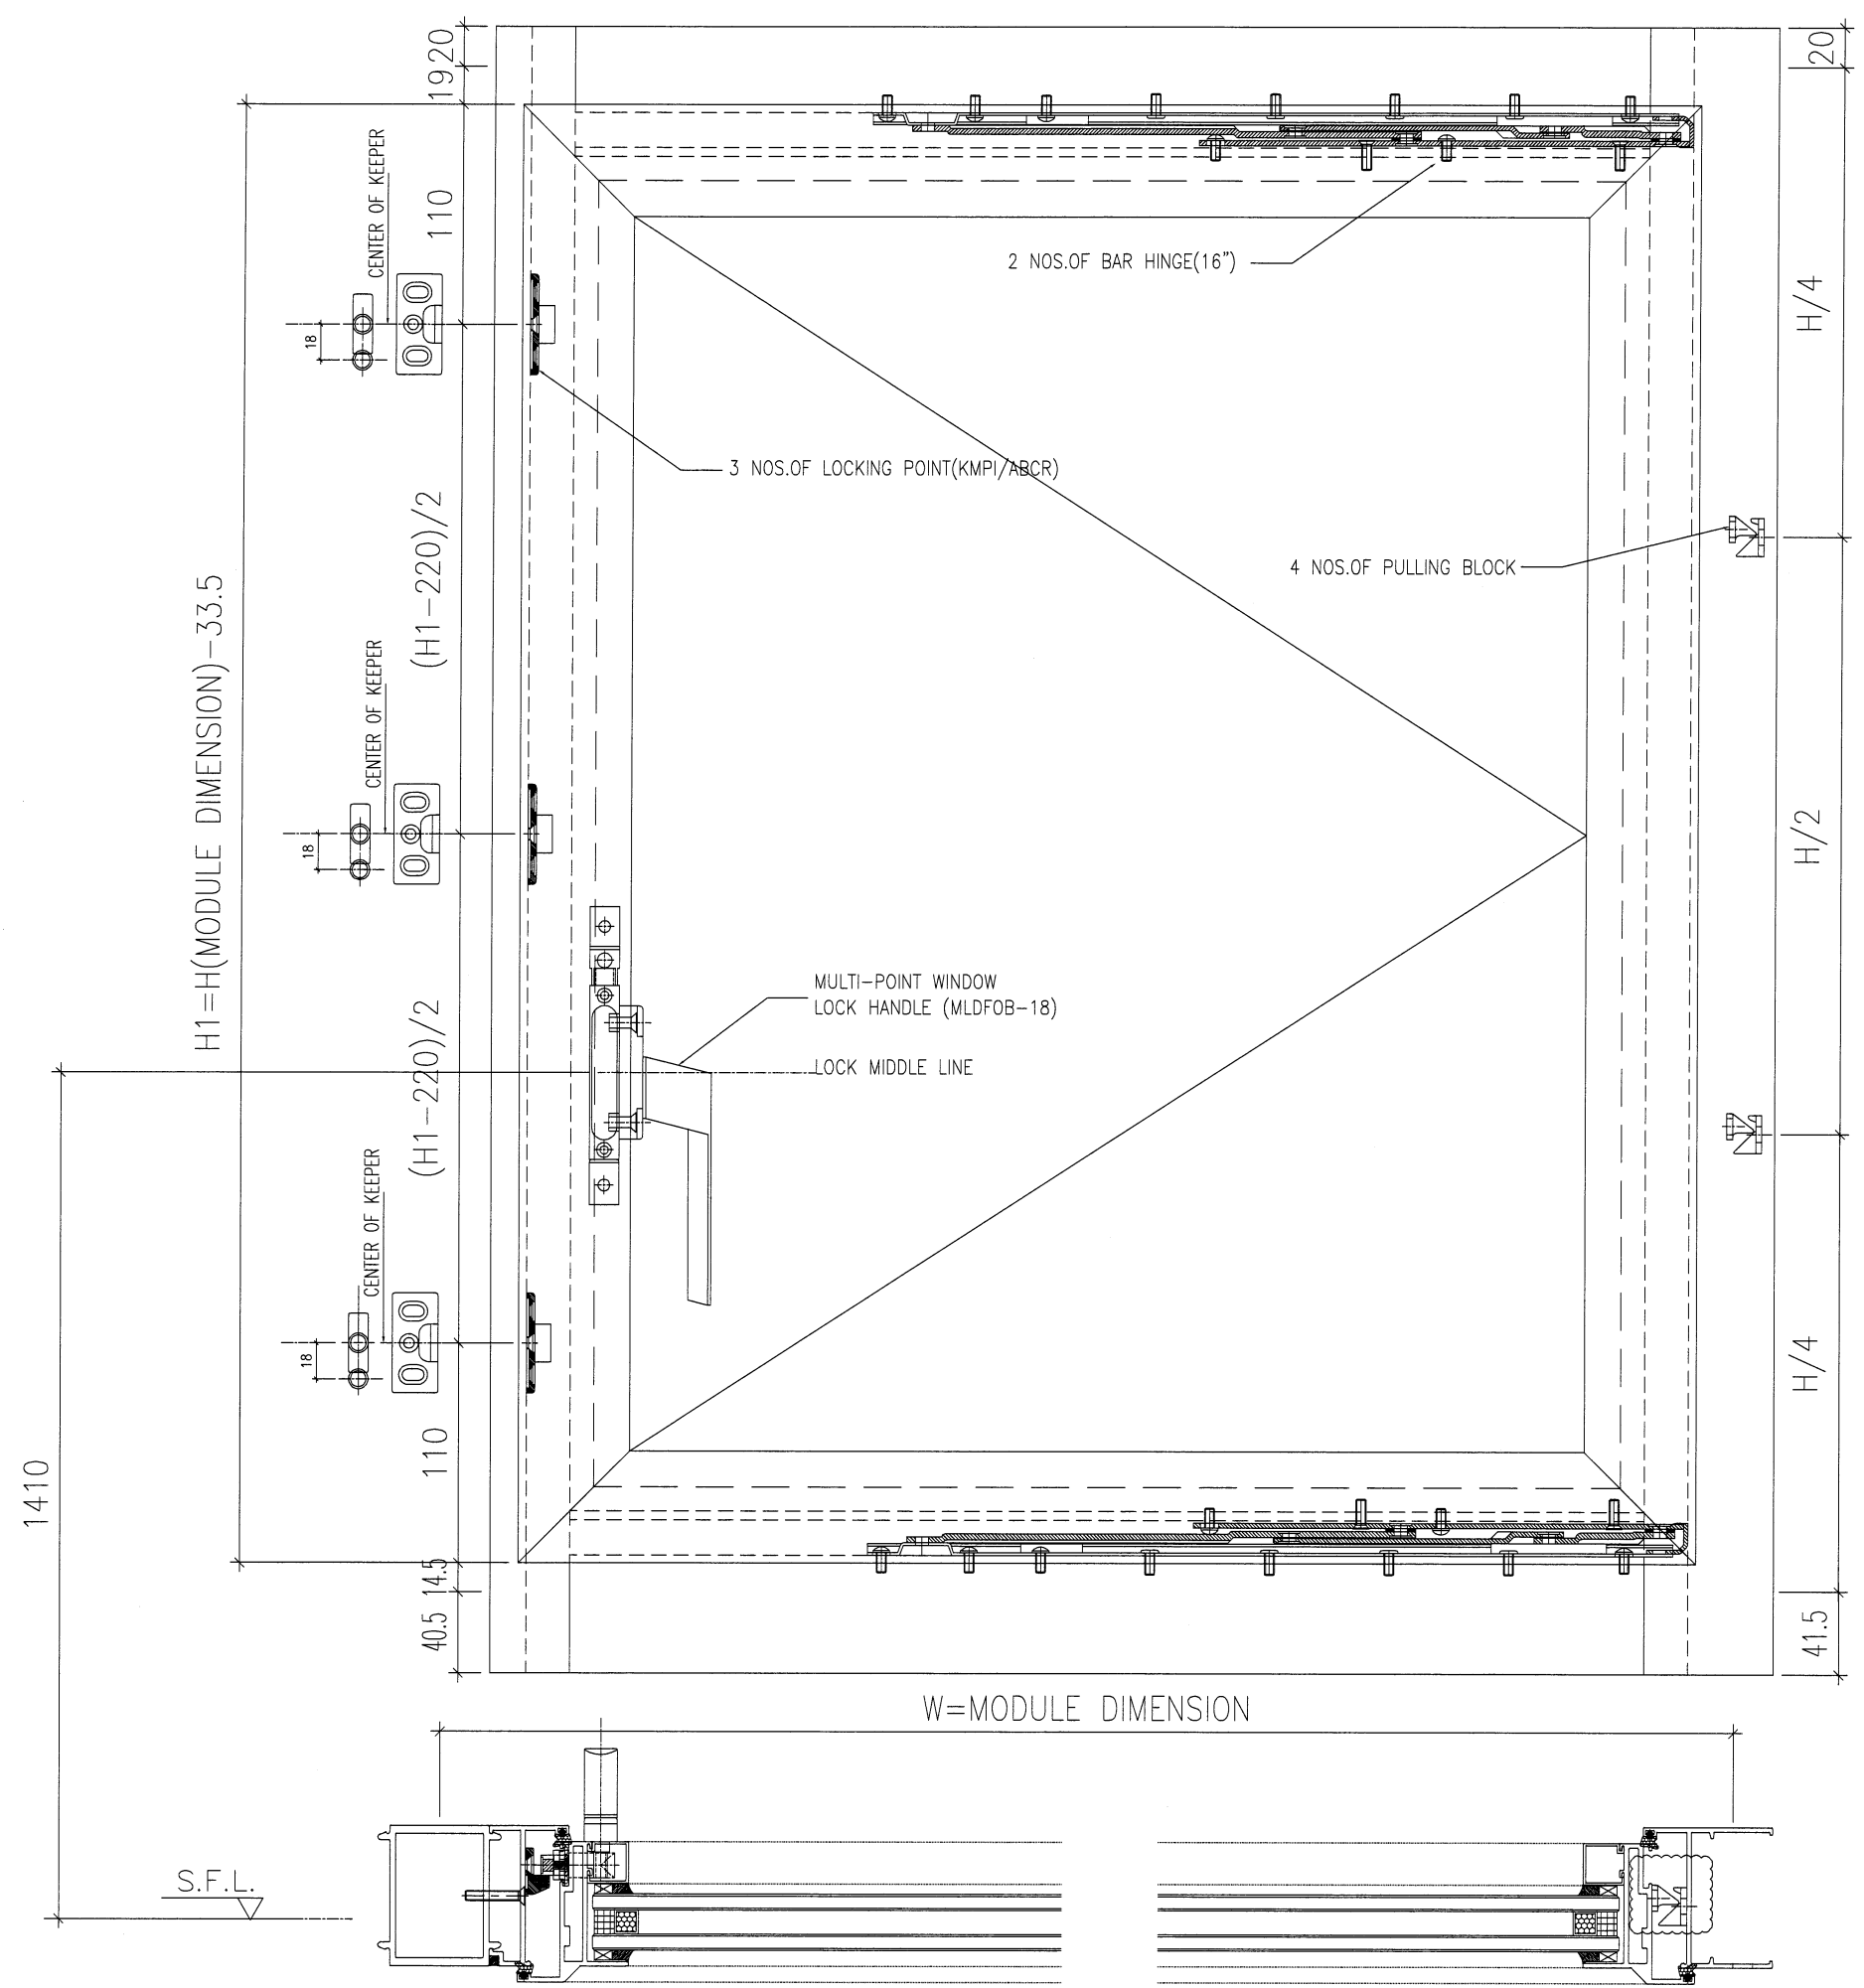 20
19
20
CENTER OF KEEPER
110
18
2 NOS.OF BAR HINGE(16")
H/4
3 NOS.OF LOCKING POINT(KMPI/ABCR)
(H1-220)/2
4 NOS.OF PULLING BLOCK
H1=H(MODULE DIMENSION)-33.5
CENTER OF KEEPER
18
H/2
MULTI-POINT WINDOW
LOCK HANDLE (MLDFOB-18)
LOCK MIDDLE LINE
(H1-220)/2
CENTER OF KEEPER
18
H/4
110
1410
14.5
40.5
41.5
W=MODULE DIMENSION
S.F.L.